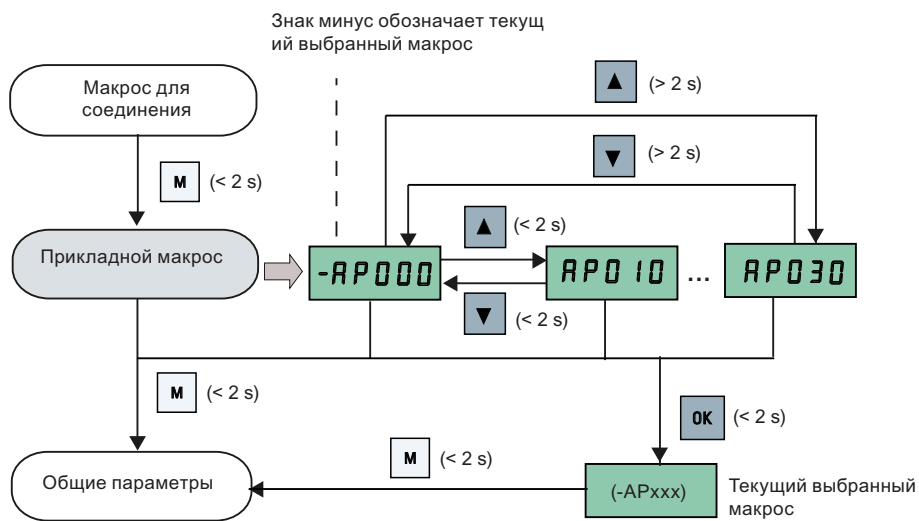 Знак минус обозначает текущ
ий выбранный макрос
Макрос для
соединения
▲ (> 2 s)
M (< 2 s)
▼ (> 2 s)
Прикладной макрос
▲ (< 2 s)
-AP000
AP010 ... AP030
▼ (< 2 s)
M (< 2 s)
OK (< 2 s)
M (< 2 s)
Общие параметры
(-APxxx)
Текущий выбранный
макрос